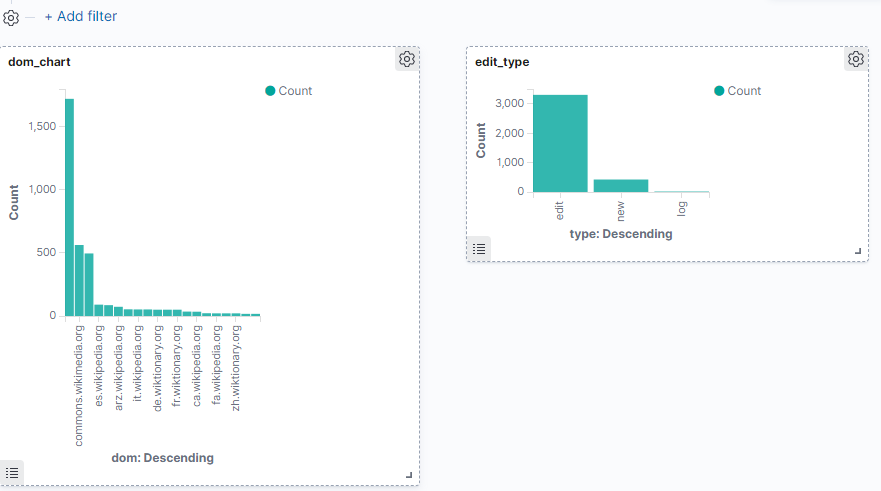 + Add filter
dom_chart
Count
1,500
1,000
500
0
Count
commons.wikimedia.org
es.wikipedia.org
arz.wikipedia.org
it.wikipedia.org
de.wiktionary.org
fr.wiktionary.org
ca.wikipedia.org
fa.wikipedia.org
zh.wiktionary.org
dom: Descending
edit_type
Count
3,000
2,000
1,000
0
Count
edit
new
log
type: Descending